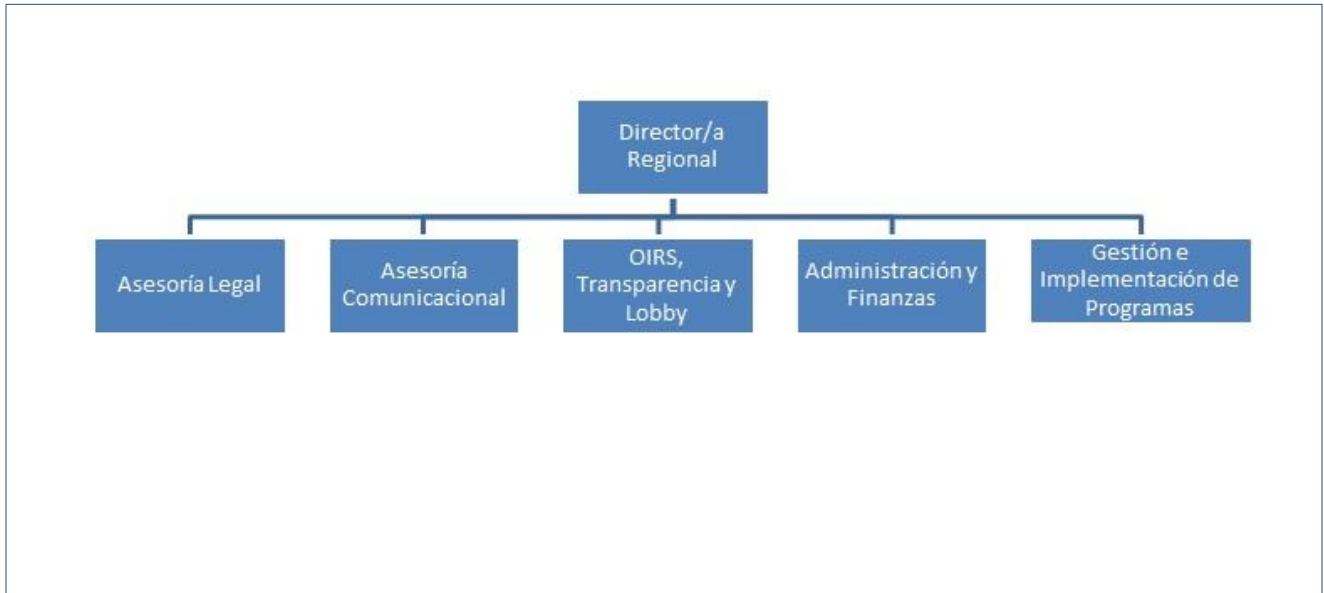 Director/a
Regional
Asesoría Legal
Asesoría
Comunicacional
OIRS,
Transparencia y
Lobby
Administración y
Finanzas
Gestión e
Implementación de
Programas